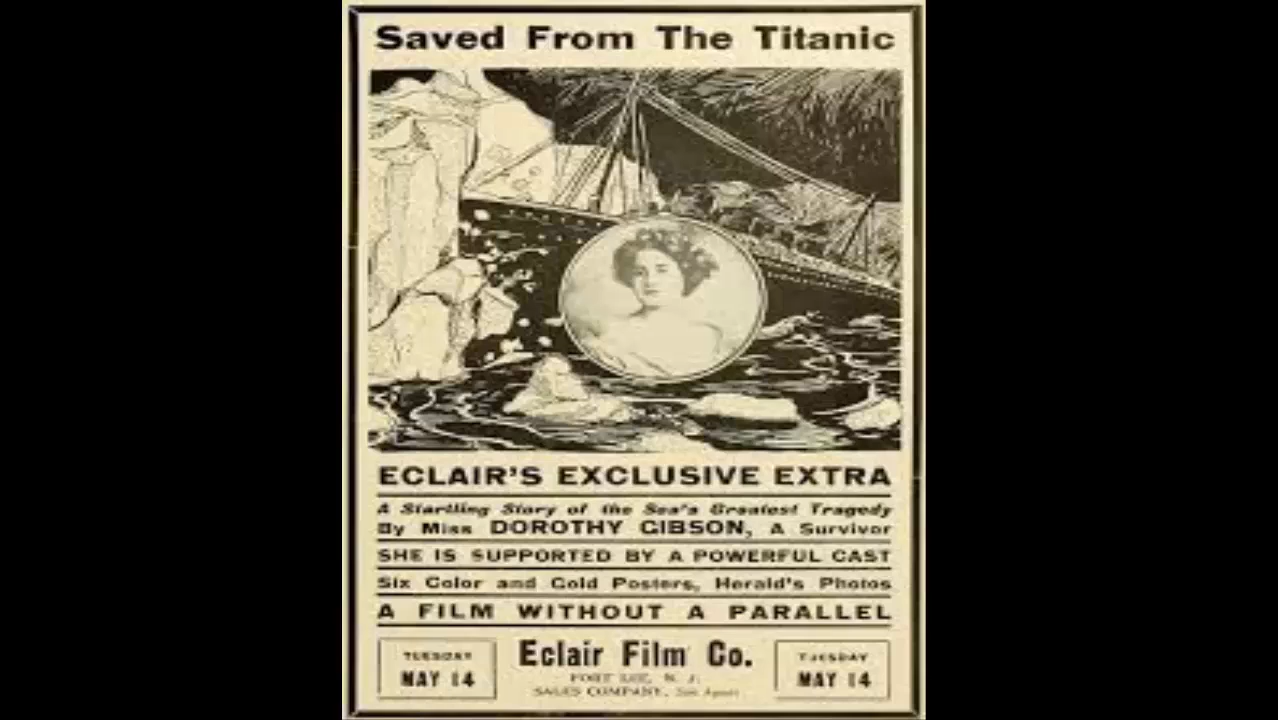 Saved From The Titanic
ECLAIR'S EXCLUSIVE EXTRA
A Startling Story of the Sea's Greatest Tragedy
By Miss DOROTHY GIBSON, A Survivor
SHE IS SUPPORTED BY A POWERFUL CAST
Six Color and Gold Posters, Herald's Photos
A FILM WITHOUT A PARALLEL
TUESDAY
MAY 14
Eclair Film Co.
FORT LEE, N. J.
SALES COMPANY, Sole Agents
TUESDAY
MAY 14